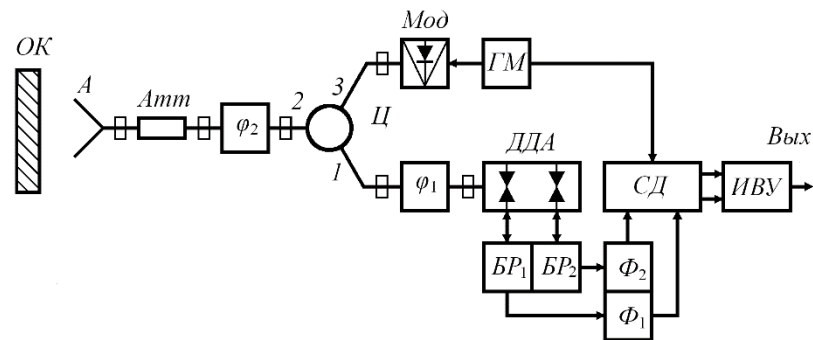 ОК
А
Атт
φ₂
2
3
1
Ц
Мод
ГМ
φ₁
ДДА
БР₁
БР₂
Ф₂
Ф₁
СД
ИВУ
Вых